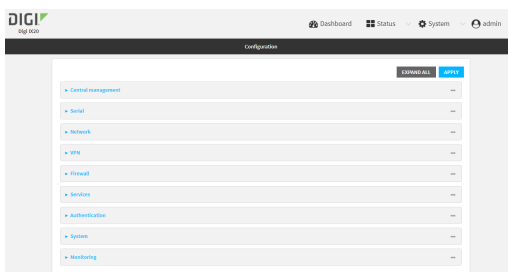 DIGI
Digi IX20
Dashboard
Status
System
admin
Configuration
EXPAND ALL
APPLY
Central management
Serial
Network
VPN
Firewall
Services
Authentication
System
Monitoring